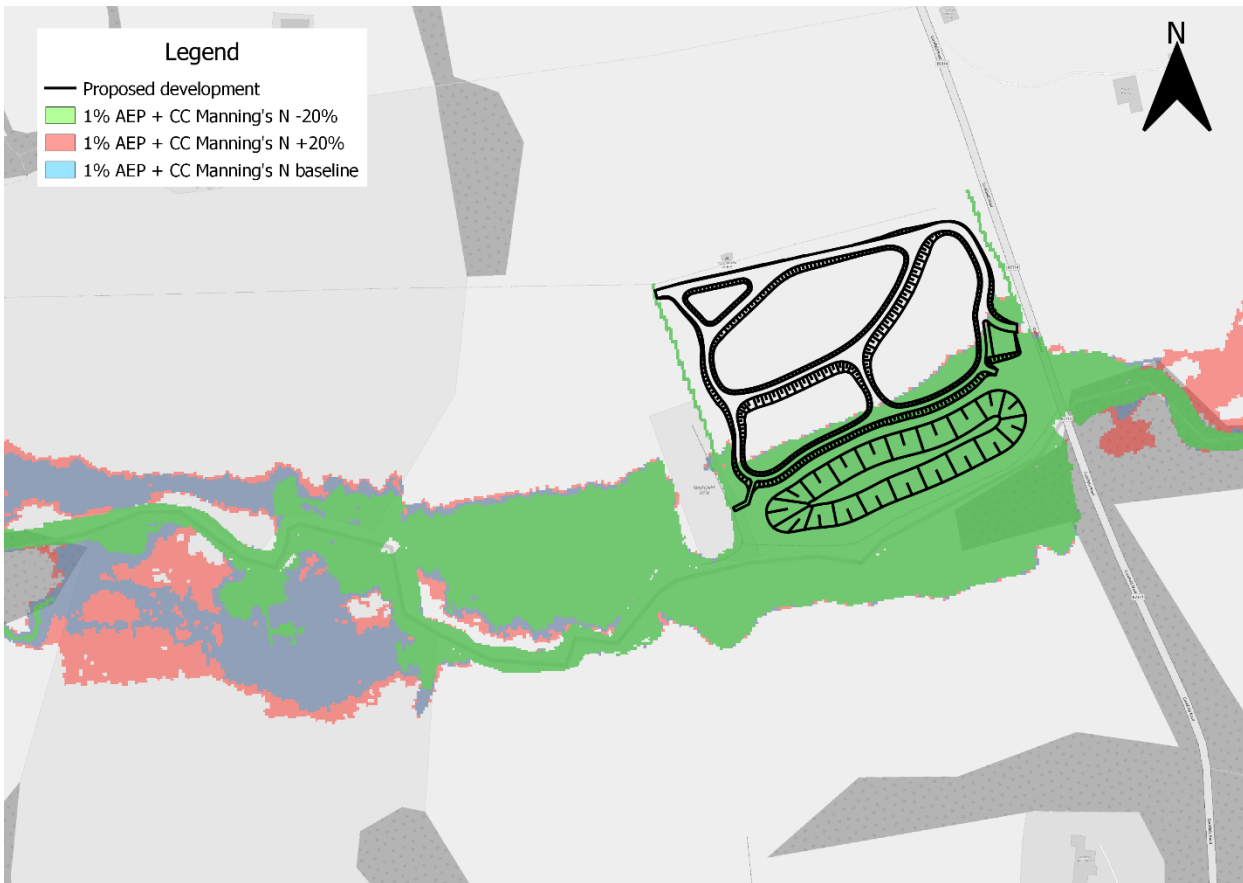 Legend
Proposed development
1% AEP + CC Manning's N -20%
1% AEP + CC Manning's N +20%
1% AEP + CC Manning's N baseline
N